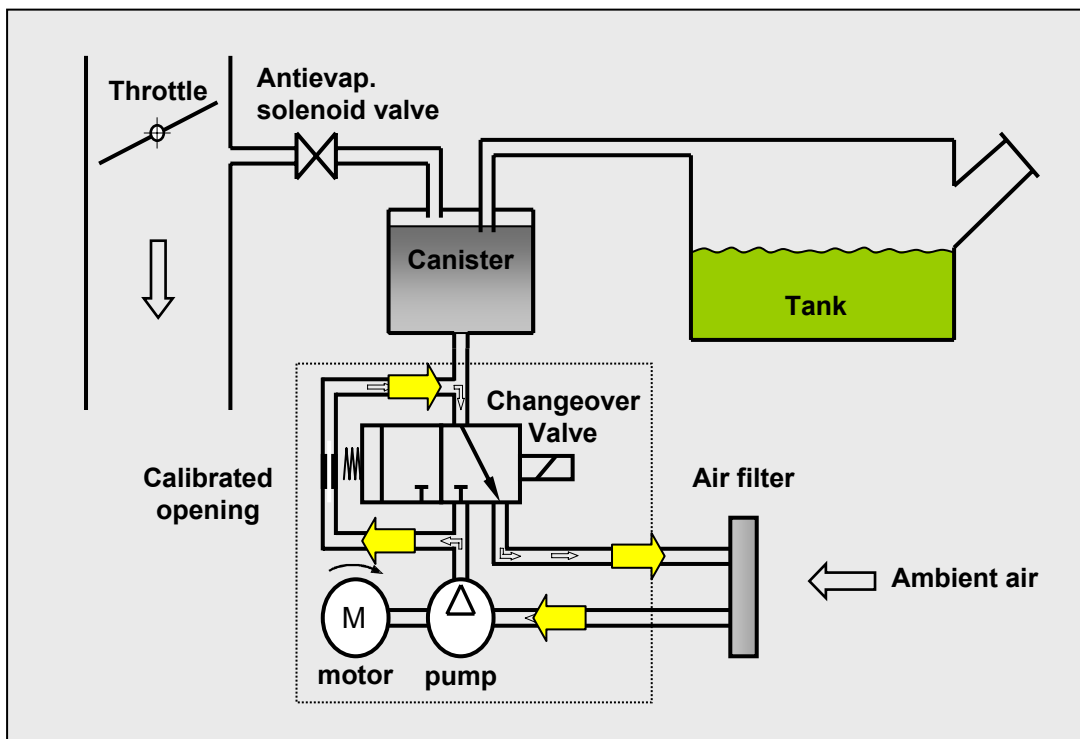 Throttle
Antievap.
solenoid valve
Canister
Tank
Changeover
Valve
Calibrated
opening
Air filter
Ambient air
M
motor
pump